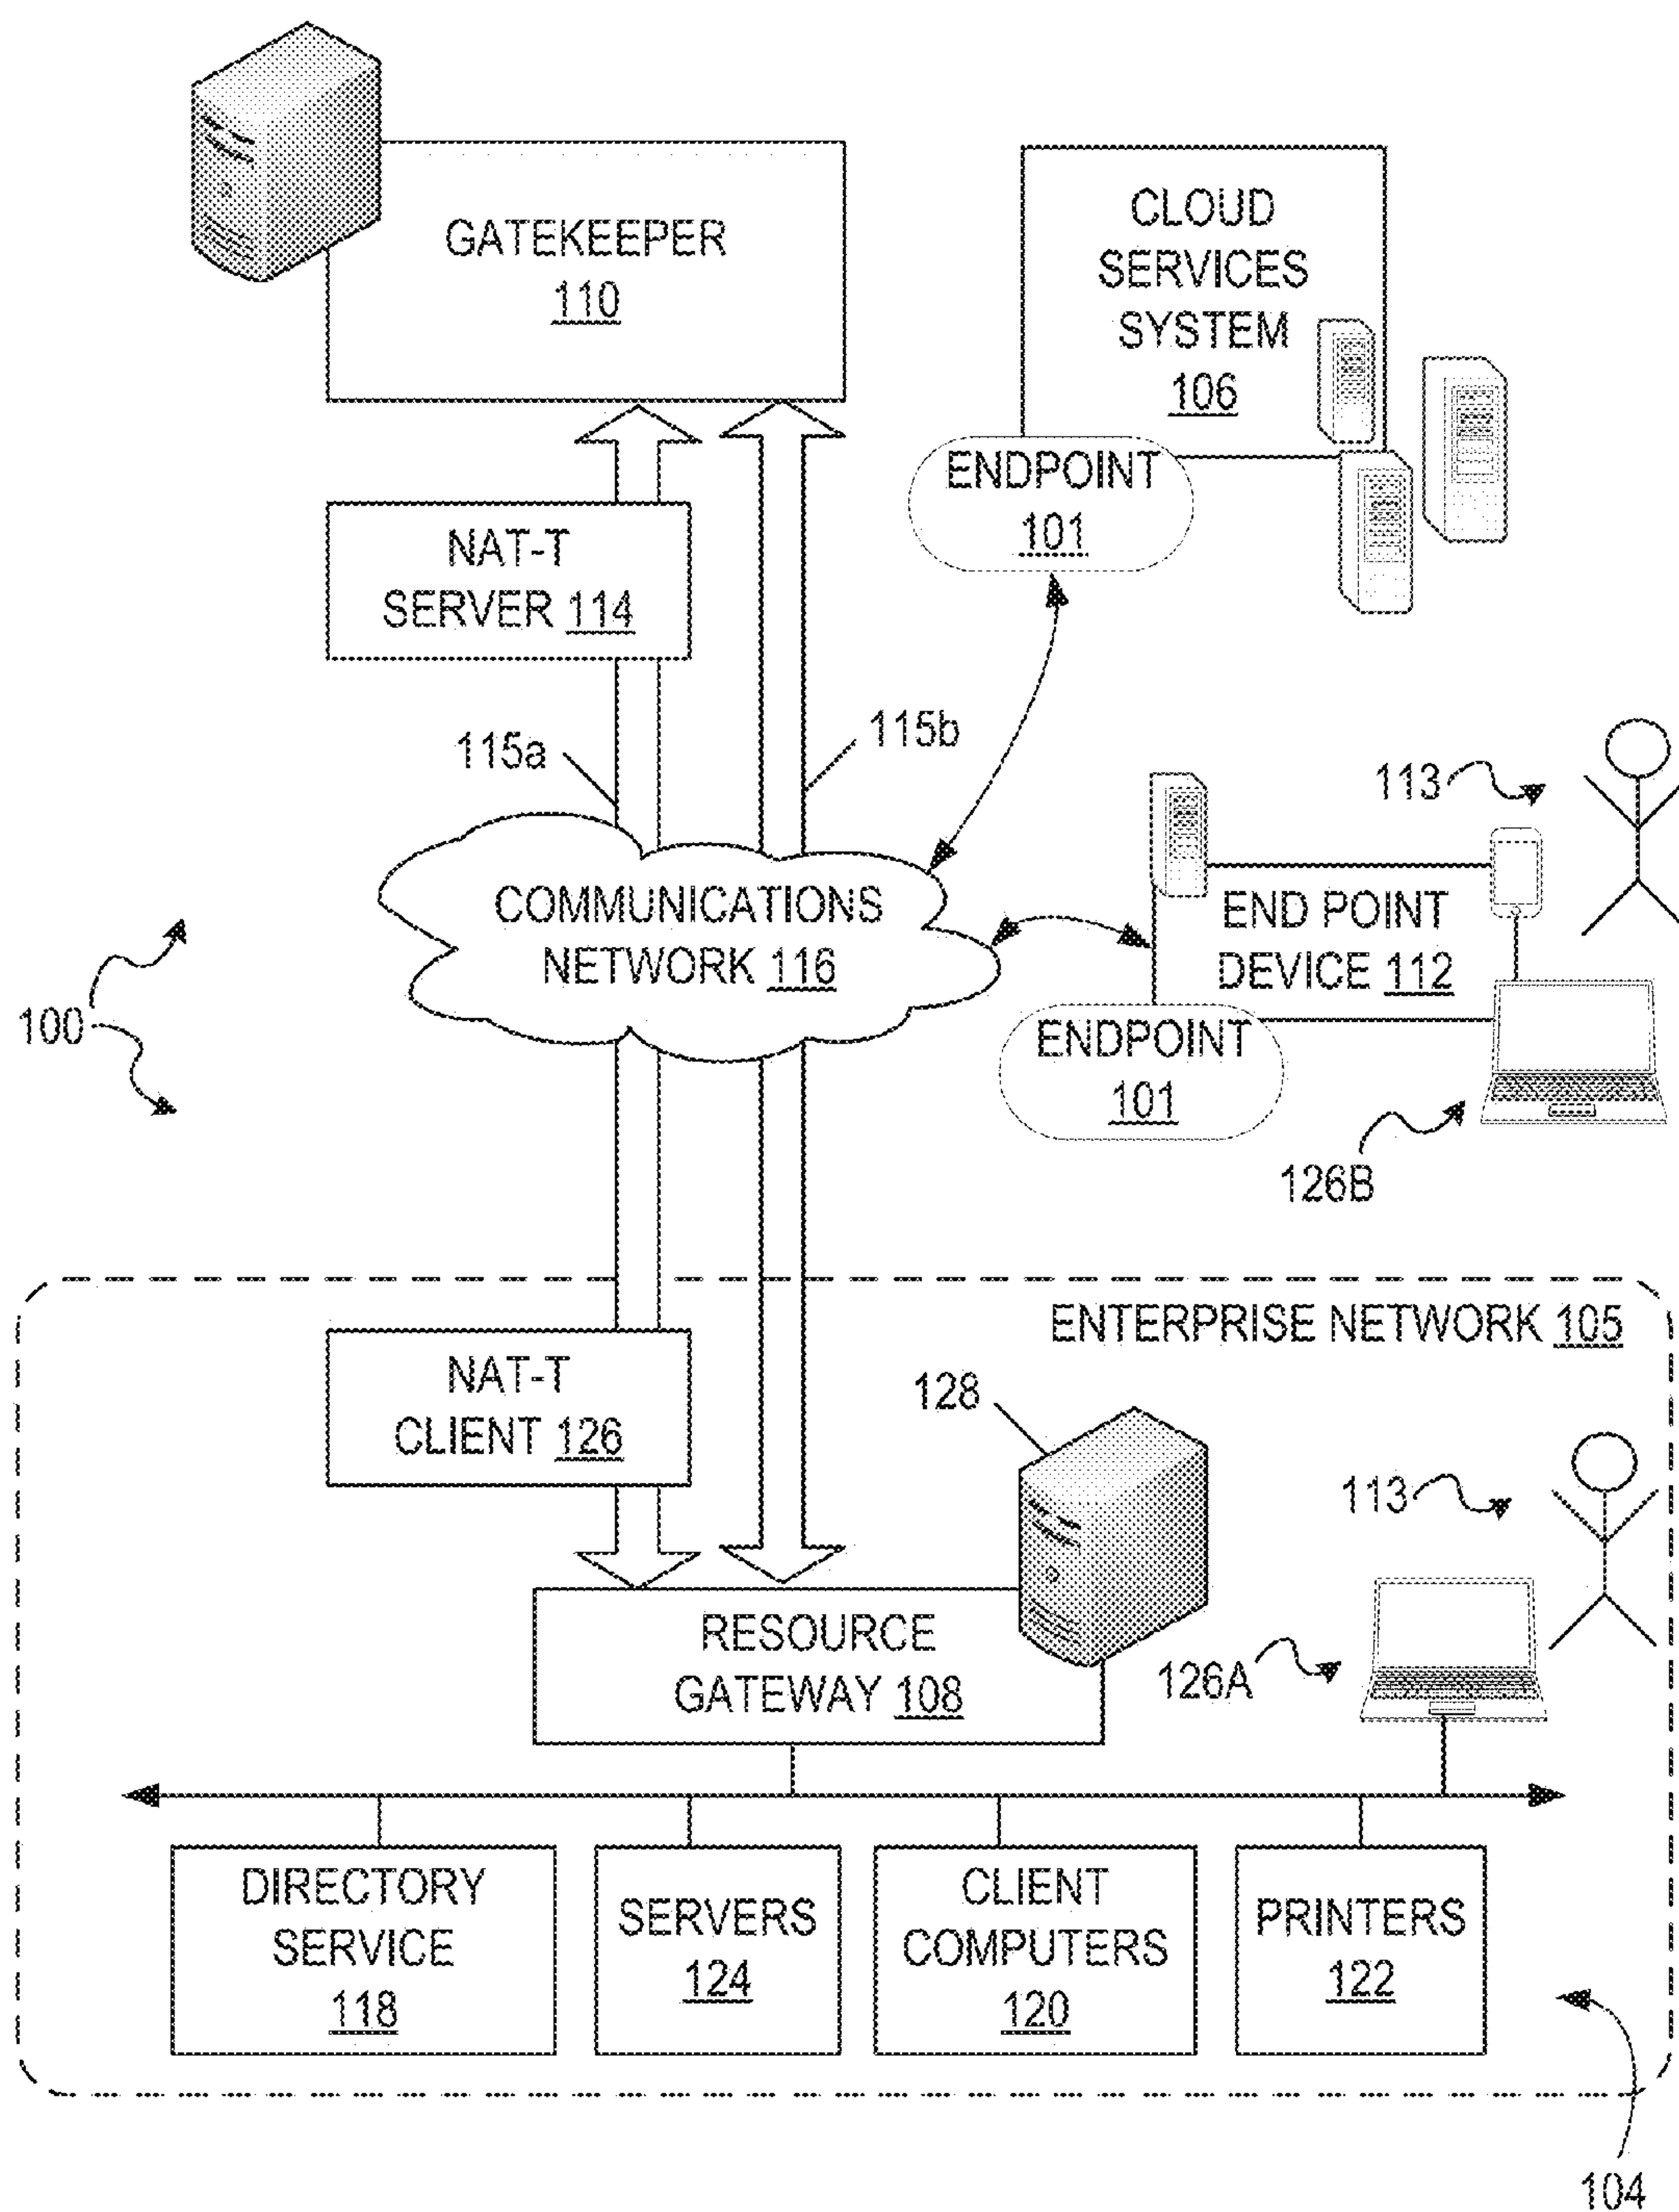 GATEKEEPER
110
CLOUD
SERVICES
SYSTEM
106
ENDPOINT
101
NAT-T
SERVER 114
115a
115b
113
COMMUNICATIONS
NETWORK 116
END POINT
DEVICE 112
100
ENDPOINT
101
126B
ENTERPRISE NETWORK 105
NAT-T
CLIENT 126
128
113
RESOURCE
GATEWAY 108
126A
DIRECTORY
SERVICE
118
SERVERS
124
CLIENT
COMPUTERS
120
PRINTERS
122
104